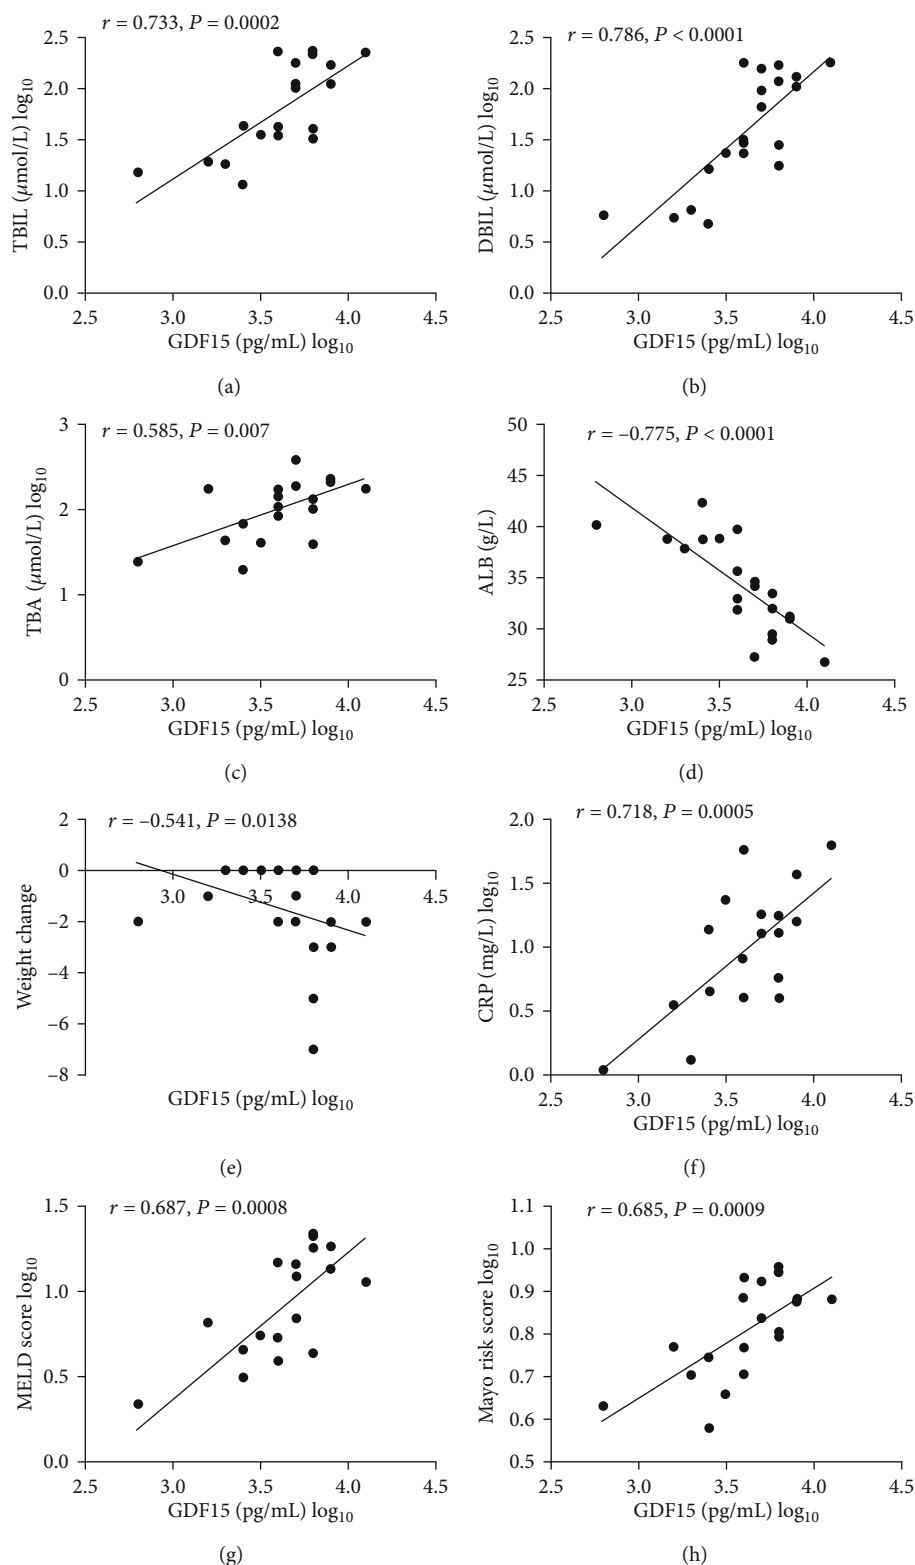 r = 0.733, P = 0.0002
TBIL (μmol/L) log10
2.5
2.0
1.5
1.0
0.5
0.0
2.5 3.0 3.5 4.0 4.5
GDF15 (pg/mL) log10
(a)
r = 0.786, P < 0.0001
DBIL (μmol/L) log10
2.5
2.0
1.5
1.0
0.5
0.0
2.5 3.0 3.5 4.0 4.5
GDF15 (pg/mL) log10
(b)
r = 0.585, P = 0.007
TBA (μmol/L) log10
3
2
1
0
2.5 3.0 3.5 4.0 4.5
GDF15 (pg/mL) log10
(c)
r = –0.775, P < 0.0001
ALB (g/L)
50
45
40
35
30
25
2.5 3.0 3.5 4.0 4.5
GDF15 (pg/mL) log10
(d)
r = –0.541, P = 0.0138
Weight change
2
0
–2
–4
–6
–8
3.0 3.5 4.0 4.5
GDF15 (pg/mL) log10
(e)
r = 0.718, P = 0.0005
CRP (mg/L) log10
2.0
1.5
1.0
0.5
0.0
2.5 3.0 3.5 4.0 4.5
GDF15 (pg/mL) log10
(f)
r = 0.687, P = 0.0008
MELD score log10
1.5
1.0
0.5
0.0
2.5 3.0 3.5 4.0 4.5
GDF15 (pg/mL) log10
(g)
r = 0.685, P = 0.0009
Mayo risk score log10
1.1
1.0
0.9
0.8
0.7
0.6
0.5
2.5 3.0 3.5 4.0 4.5
GDF15 (pg/mL) log10
(h)